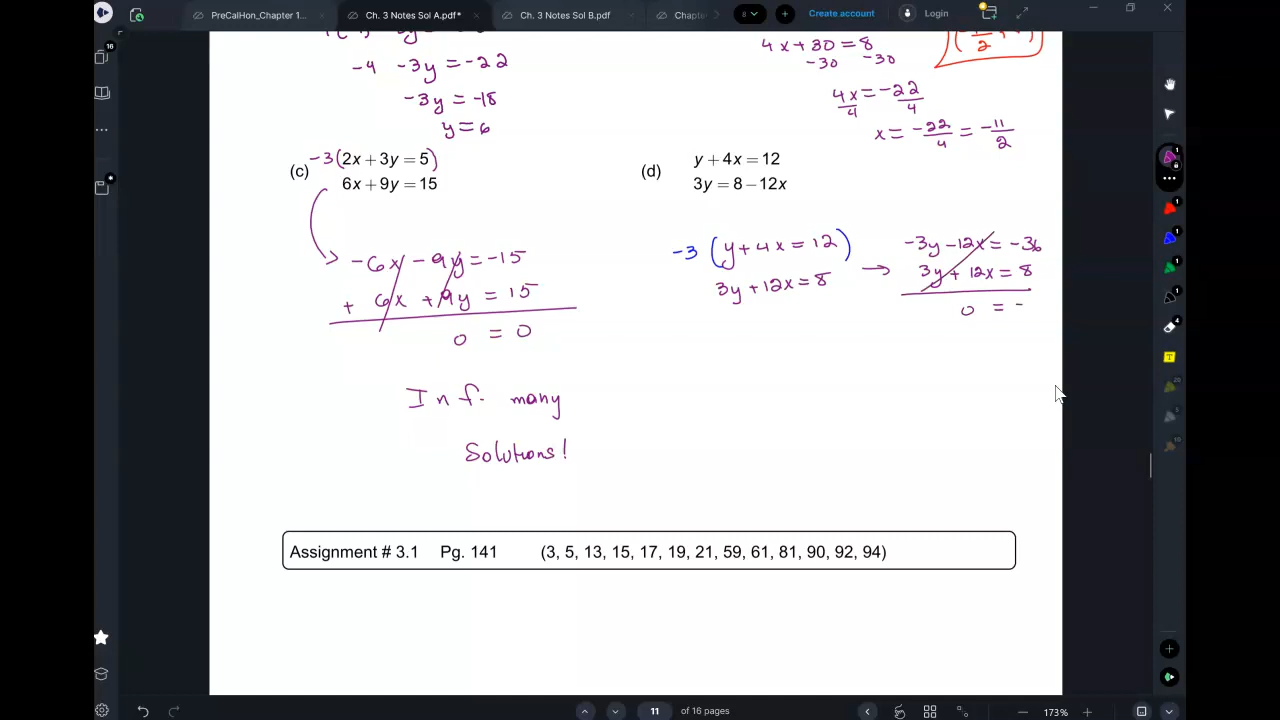 PreCalHon_Chapter 1...
Ch. 3 Notes Sol A.pdf*
Ch. 3 Notes Sol B.pdf
Chapte
8
Create account
Login
4x+30=8
-30 -30
-4 -3y=-22
4x/4=-22/4
-3y=-18
y=6
x=-22/4=-11/2
(c) -3(2x+3y=5)
6x+9y=15
(d) y+4x=12
3y=8-12x
-6x-9y=-15
+ 6x+9y=15
0 = 0
Inf. many
Solutions!
-3(y+4x=12)
3y+12x=8
-3y-12x=-36
3y+12x=8
0 = -
Assignment # 3.1 Pg. 141 (3, 5, 13, 15, 17, 19, 21, 59, 61, 81, 90, 92, 94)
11 of 16 pages
173%